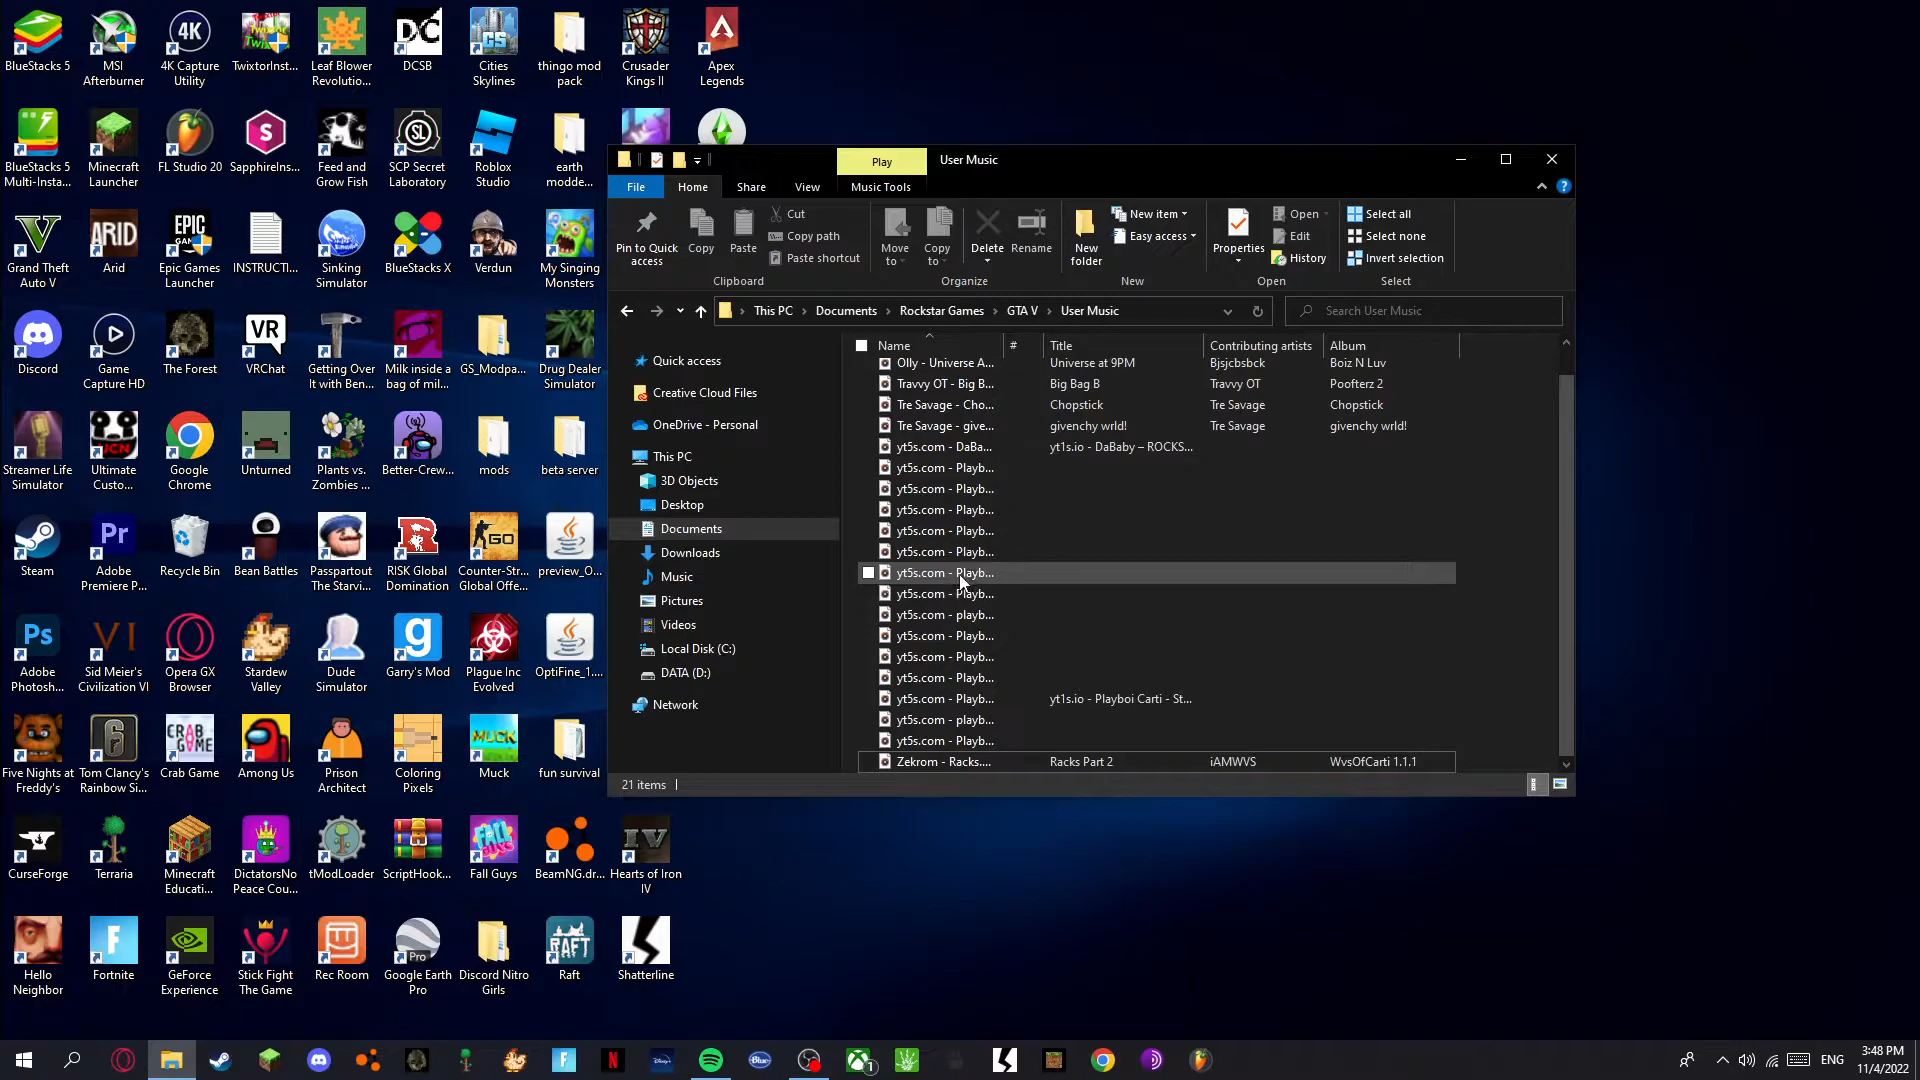 BlueStacks 5
MSI Afterburner
4K Capture Utility
TwixtorInst...
Leaf Blower Revolutio...
DCSB
Cities Skylines
thingo mod pack
Crusader Kings II
Apex Legends
BlueStacks 5 Multi-Insta...
Minecraft Launcher
FL Studio 20
SapphireIns...
Feed and Grow Fish
SCP Secret Laboratory
Roblox Studio
earth modde...
Grand Theft Auto V
Arid
Epic Games Launcher
INSTRUCTI...
Sinking Simulator
BlueStacks X
Verdun
My Singing Monsters
Discord
Game Capture HD
The Forest
VRChat
Getting Over It with Ben...
Milk inside a bag of mil...
GS_Modpa...
Drug Dealer Simulator
Streamer Life Simulator
Ultimate Custo...
Google Chrome
Unturned
Plants vs. Zombies ...
Better-Crew...
mods
beta server
Steam
Adobe Premiere P...
Recycle Bin
Bean Battles
Passpartout The Starvi...
RISK Global Domination
Counter-Str... Global Offe...
preview_O...
Adobe Photosh...
Sid Meier's Civilization VI
Opera GX Browser
Stardew Valley
Dude Simulator
Garry's Mod
Plague Inc Evolved
OptiFine_1....
Five Nights at Freddy's
Tom Clancy's Rainbow Si...
Crab Game
Among Us
Prison Architect
Coloring Pixels
Muck
fun survival
CurseForge
Terraria
Minecraft Educati...
DictatorsNo Peace Cou...
tModLoader
ScriptHook...
Fall Guys
BeamNG.dr...
Hearts of Iron IV
Hello Neighbor
Fortnite
GeForce Experience
Stick Fight The Game
Rec Room
Google Earth Pro
Discord Nitro Girls
Raft
Shatterline
Play
User Music
File
Home
Share
View
Music Tools
Pin to Quick access
Copy
Paste
Cut
Copy path
Paste shortcut
Move to
Copy to
Delete
Rename
New folder
New item
Easy access
Properties
Open
Edit
History
Select all
Select none
Invert selection
Clipboard
Organize
New
Open
Select
This PC › Documents › Rockstar Games › GTA V › User Music
Search User Music
Quick access
Creative Cloud Files
OneDrive - Personal
This PC
3D Objects
Desktop
Documents
Downloads
Music
Pictures
Videos
Local Disk (C:)
DATA (D:)
Network
Name # Title Contributing artists Album
Olly - Universe A... Universe at 9PM Bjsjcbsbck Boiz N Luv
Travvy OT - Big B... Big Bag B Travvy OT Poofterz 2
Tre Savage - Cho... Chopstick Tre Savage Chopstick
Tre Savage - give... givenchy wrld! Tre Savage givenchy wrld!
yt5s.com - DaBa... yt1s.io - DaBaby – ROCKS...
yt5s.com - Playb...
yt5s.com - Playb...
yt5s.com - Playb...
yt5s.com - Playb...
yt5s.com - Playb...
yt5s.com - Playb...
yt5s.com - Playb...
yt5s.com - playb...
yt5s.com - Playb...
yt5s.com - Playb...
yt5s.com - Playb...
yt5s.com - Playb... yt1s.io - Playboi Carti - St...
yt5s.com - playb...
yt5s.com - Playb...
Zekrom - Racks.... Racks Part 2 iAMWVS WvsOfCarti 1.1.1
21 items
ENG
3:48 PM
11/4/2022